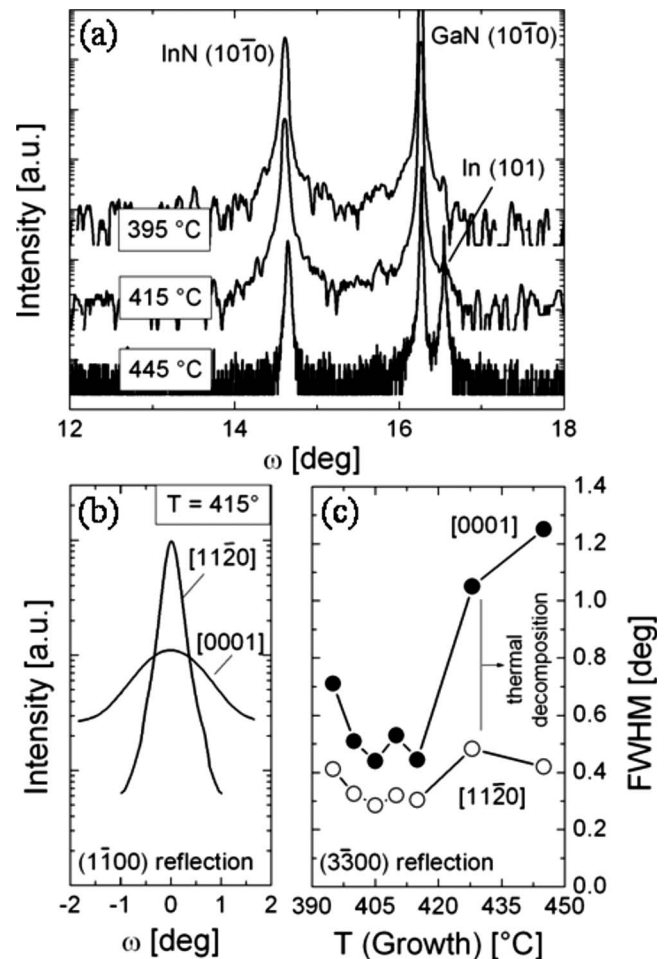 (a)
InN (101̅0)
GaN (101̅0)
In (101)
395 °C
415 °C
445 °C
Intensity [a.u.]
12 14 16 18
ω [deg]
(b)
T = 415°
[112̅0]
[0001]
Intensity [a.u.]
(11̅00) reflection
-2 -1 0 1 2
ω [deg]
(c)
[0001]
thermal
decomposition
[112̅0]
(33̅00) reflection
1.4
1.2
1.0
0.8
0.6
0.4
0.2
0.0
FWHM [deg]
390 405 420 435 450
T (Growth) [°C]